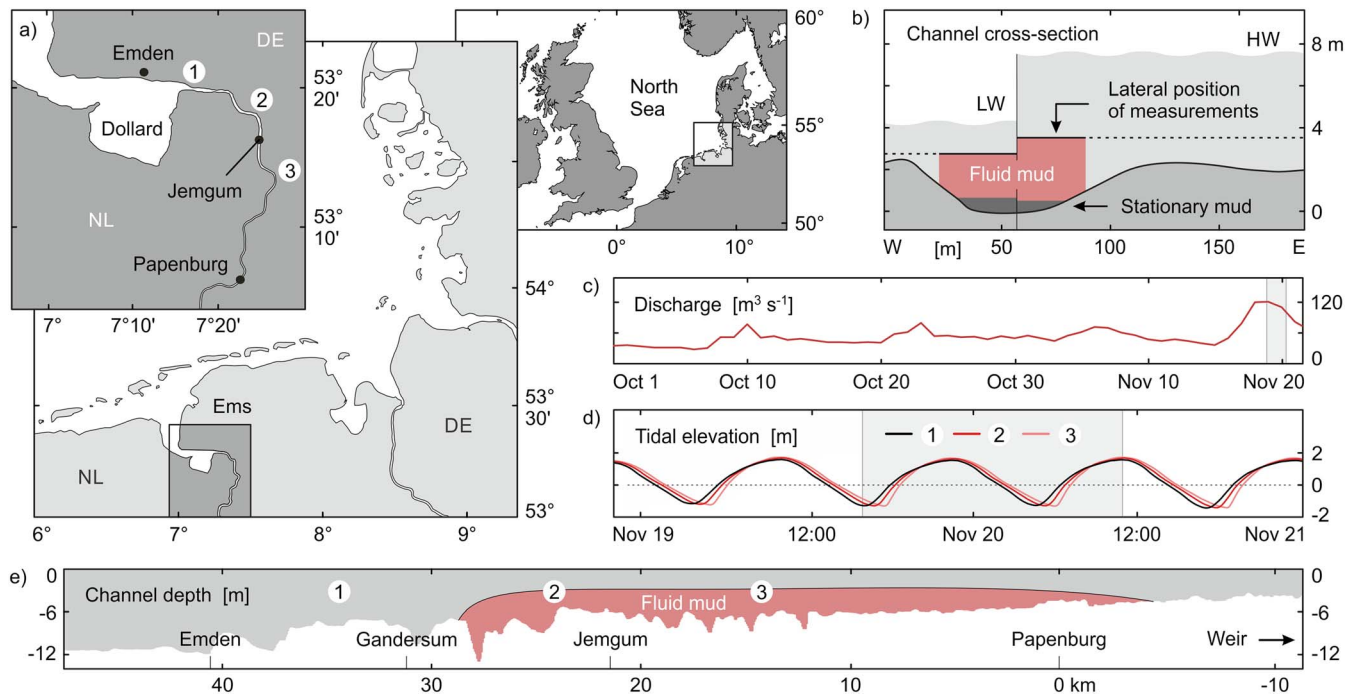 a)
DE
Emden
1
2
Dollard
3
Jemgum
NL
Papenburg
7°
7°10'
7°20'
53°
20'
53°
10'
North
Sea
60°
55°
50°
0°
10°
54°
53°
30'
53°
Ems
DE
NL
6°
7°
8°
9°
b)
Channel cross-section
HW
LW
Lateral position
of measurements
Fluid mud
Stationary mud
8 m
4
0
W
[m]
50
100
150
E
c)
Discharge [m³ s⁻¹]
120
60
0
Oct 1
Oct 10
Oct 20
Oct 30
Nov 10
Nov 20
d)
Tidal elevation [m]
1
2
3
2
0
-2
Nov 19
12:00
Nov 20
12:00
Nov 21
e)
0
-6
-12
Channel depth [m]
1
2
3
Fluid mud
Emden
Gandersum
Jemgum
Papenburg
Weir
0
-6
-12
40
30
20
10
0 km
-10